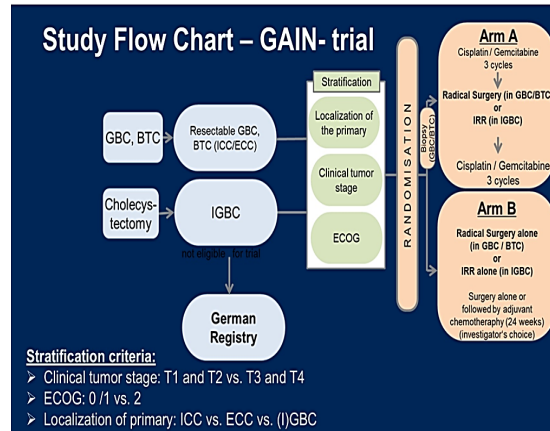 Study Flow Chart – GAIN- trial
GBC, BTC
Resectable GBC,
BTC (ICC/ECC)
Cholecys-
tectomy
IGBC
not eligible for trial
German
Registry
Stratification
Localization of
the primary
Clinical tumor
stage
ECOG
RANDOMISATION
Biopsy
(GBC/BTC)
Arm A
Cisplatin / Gemcitabine
3 cycles
Radical Surgery (in GBC/BTC)
or
IRR (in IGBC)
Cisplatin / Gemcitabine
3 cycles
Arm B
Radical Surgery alone
(in GBC / BTC)
or
IRR alone (in IGBC)
Surgery alone or
followed by adjuvant
chemotheraphy (24 weeks)
(investigator's choice)
Stratification criteria:
➢ Clinical tumor stage: T1 and T2 vs. T3 and T4
➢ ECOG: 0 /1 vs. 2
➢ Localization of primary: ICC vs. ECC vs. (I)GBC